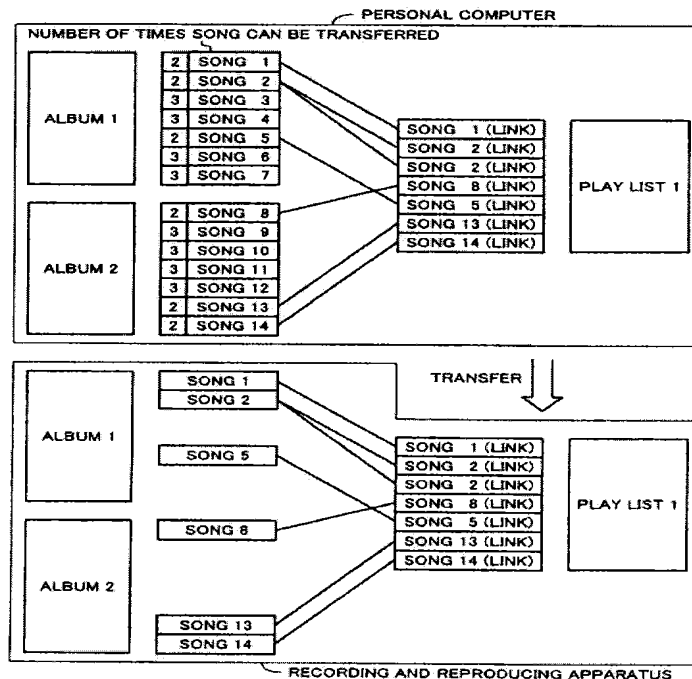 PERSONAL COMPUTER
NUMBER OF TIMES SONG CAN BE TRANSFERRED
ALBUM 1
2 SONG 1
2 SONG 2
3 SONG 3
3 SONG 4
2 SONG 5
3 SONG 6
3 SONG 7
ALBUM 2
2 SONG 8
3 SONG 9
3 SONG 10
3 SONG 11
3 SONG 12
2 SONG 13
2 SONG 14
SONG 1 (LINK)
SONG 2 (LINK)
SONG 2 (LINK)
SONG 8 (LINK)
SONG 5 (LINK)
SONG 13 (LINK)
SONG 14 (LINK)
PLAY LIST 1
TRANSFER
ALBUM 1
SONG 1
SONG 2
SONG 5
ALBUM 2
SONG 8
SONG 13
SONG 14
SONG 1 (LINK)
SONG 2 (LINK)
SONG 2 (LINK)
SONG 8 (LINK)
SONG 5 (LINK)
SONG 13 (LINK)
SONG 14 (LINK)
PLAY LIST 1
RECORDING AND REPRODUCING APPARATUS